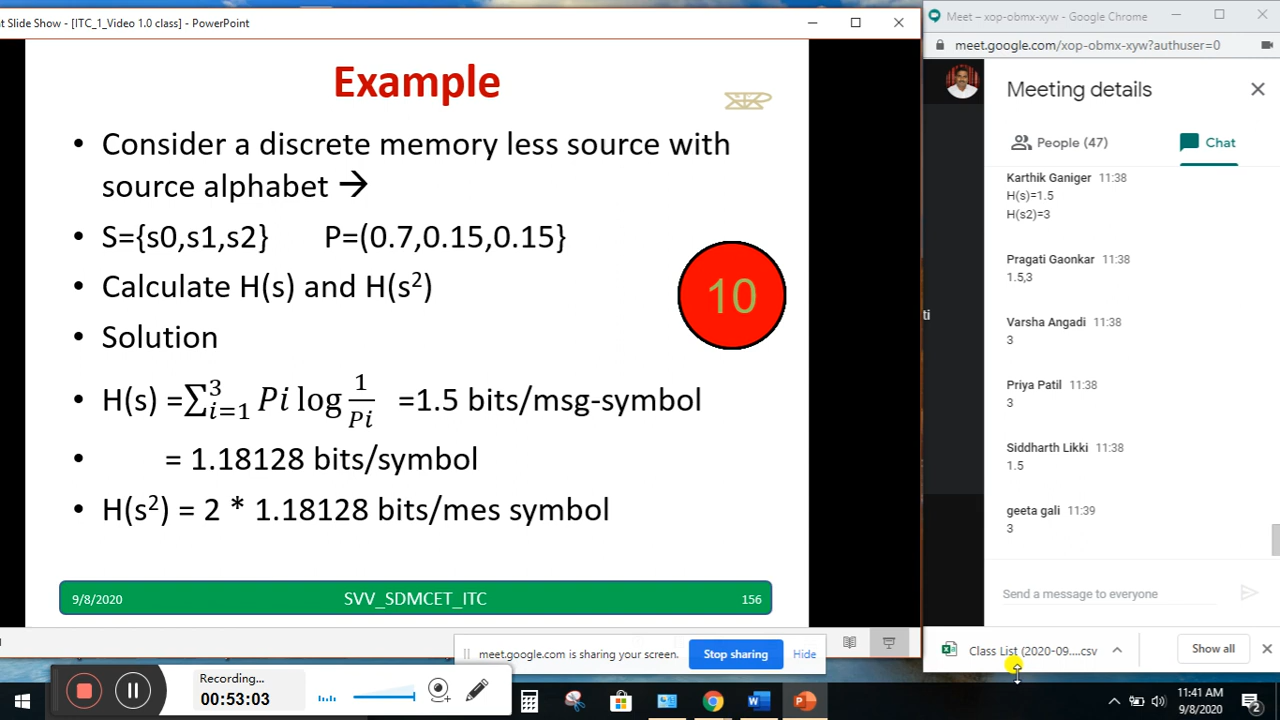 t Slide Show - [ITC_1_Video 1.0 class] - PowerPoint
Example
• Consider a discrete memory less source with
source alphabet →
• S={s0,s1,s2} P=(0.7,0.15,0.15}
• Calculate H(s) and H(s²)
• Solution
• H(s) =∑³ᵢ₌₁ Pi log 1/Pi =1.5 bits/msg-symbol
• = 1.18128 bits/symbol
• H(s²) = 2 * 1.18128 bits/mes symbol
10
9/8/2020 SVV_SDMCET_ITC 156
meet.google.com is sharing your screen. Stop sharing Hide
Recording...
00:53:03
Meet – xop-obmx-xyw - Google Chrome
meet.google.com/xop-obmx-xyw?authuser=0
Meeting details
People (47) Chat
ti
Karthik Ganiger 11:38
H(s)=1.5
H(s2)=3
Pragati Gaonkar 11:38
1.5,3
Varsha Angadi 11:38
3
Priya Patil 11:38
3
Siddharth Likki 11:38
1.5
geeta gali 11:39
3
Send a message to everyone
Class List (2020-09....csv Show all
11:41 AM
9/8/2020
2